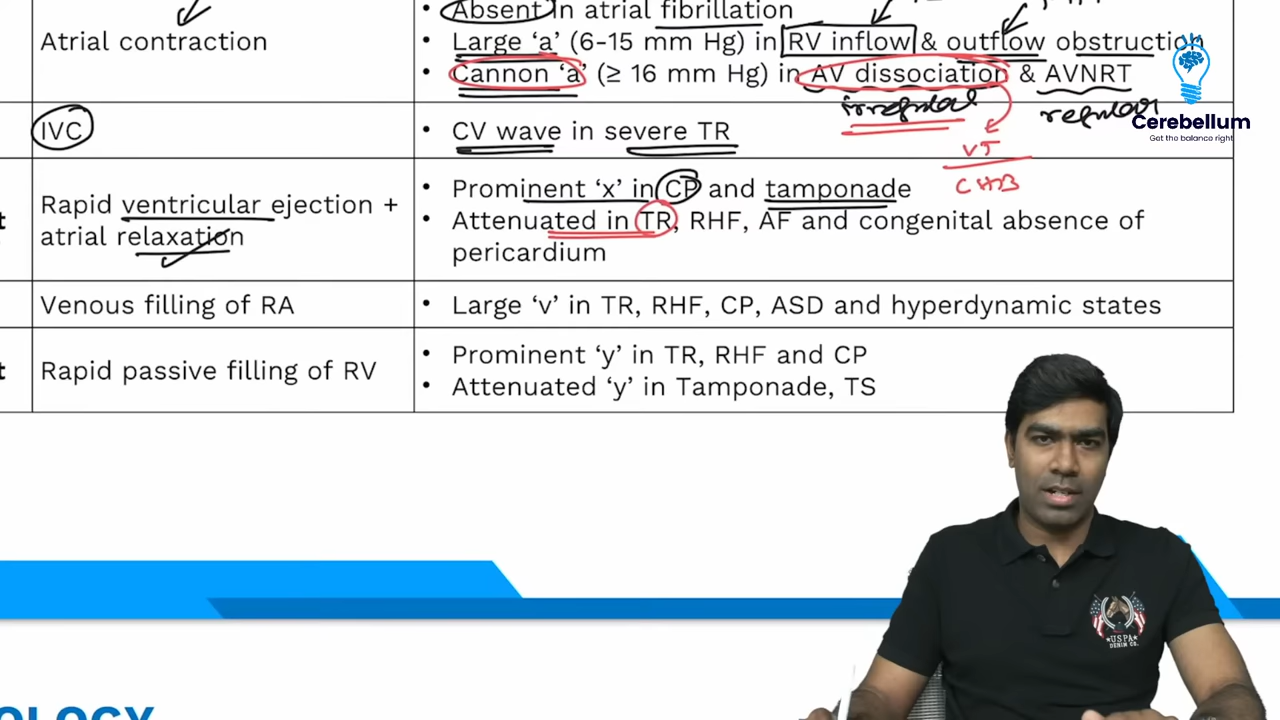 Absent in atrial fibrillation
Atrial contraction
Large ‘a’ (6-15 mm Hg) in RV inflow & outflow obstruction
Cannon ‘a’ (≥ 16 mm Hg) in AV dissociation & AVNRT
irregular
regular
Cerebellum
Get the balance right
IVC
CV wave in severe TR
VT
CHB
t
Rapid ventricular ejection +
atrial relaxation
Prominent ‘x’ in CP and tamponade
Attenuated in TR, RHF, AF and congenital absence of
pericardium
Venous filling of RA
Large ‘v’ in TR, RHF, CP, ASD and hyperdynamic states
t
Rapid passive filling of RV
Prominent ‘y’ in TR, RHF and CP
Attenuated ‘y’ in Tamponade, TS
USPA
DENIM CO.
OLOGY